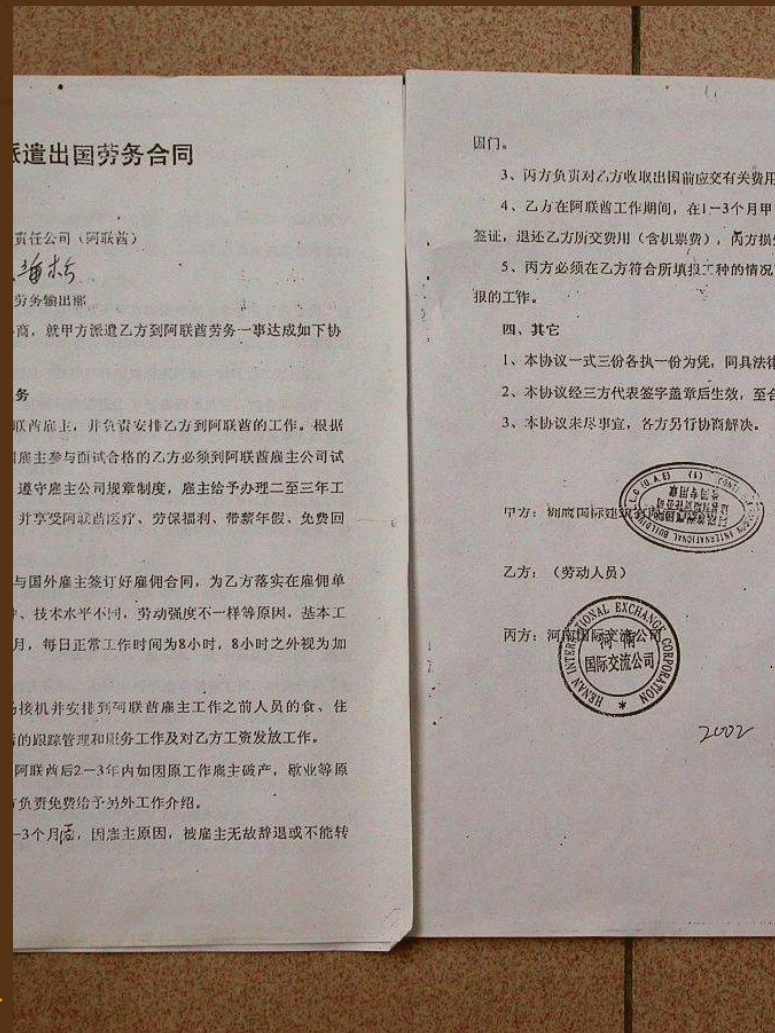 派遣出国劳务合同
责任公司（阿联酋）
劳务输出部
商，就甲方派遣乙方到阿联酋劳务一事达成如下协
务
联酋雇主，并负责安排乙方到阿联酋的工作。根据
雇主参与面试合格的乙方必须到阿联酋雇主公司试
遵守雇主公司规章制度，雇主给予办理二至三年工
并享受阿联酋医疗、劳保福利、带薪年假、免费回
与国外雇主签订好雇佣合同，为乙方落实在雇佣单
、技术水平不同，劳动强度不一样等原因，基本工
月，每日正常工作时间为8小时，8小时之外视为加
接机并安排到阿联酋雇主工作之前人员的食、住
的跟踪管理和服务工作及对乙方工资发放工作。
阿联酋后2－3年内如因原工作雇主破产，歇业等原
负责免费给予另外工作介绍。
-3个月后，因雇主原因，被雇主无故辞退或不能转
国门。
3、丙方负责对乙方收取出国前应交有关费用
4、乙方在阿联酋工作期间，在1－3个月甲
签证，退还乙方所交费用（含机票费），丙方损
5、丙方必须在乙方符合所填报工种的情况
报的工作。
四、其它
1、本协议一式三份各执一份为凭，同具法律
2、本协议经三方代表签字盖章后生效，至合
3、本协议未尽事宜，各方另行协商解决。
甲方：国际建筑
L.L.C (U.A.E) (1)
INTERNATIONAL BUILDING
合同专用章
乙方：（劳动人员）
丙方：河南国际交流公司
HENAN INTERNATIONAL EXCHANGE CORPORATION
河南
国际交流公司
2002